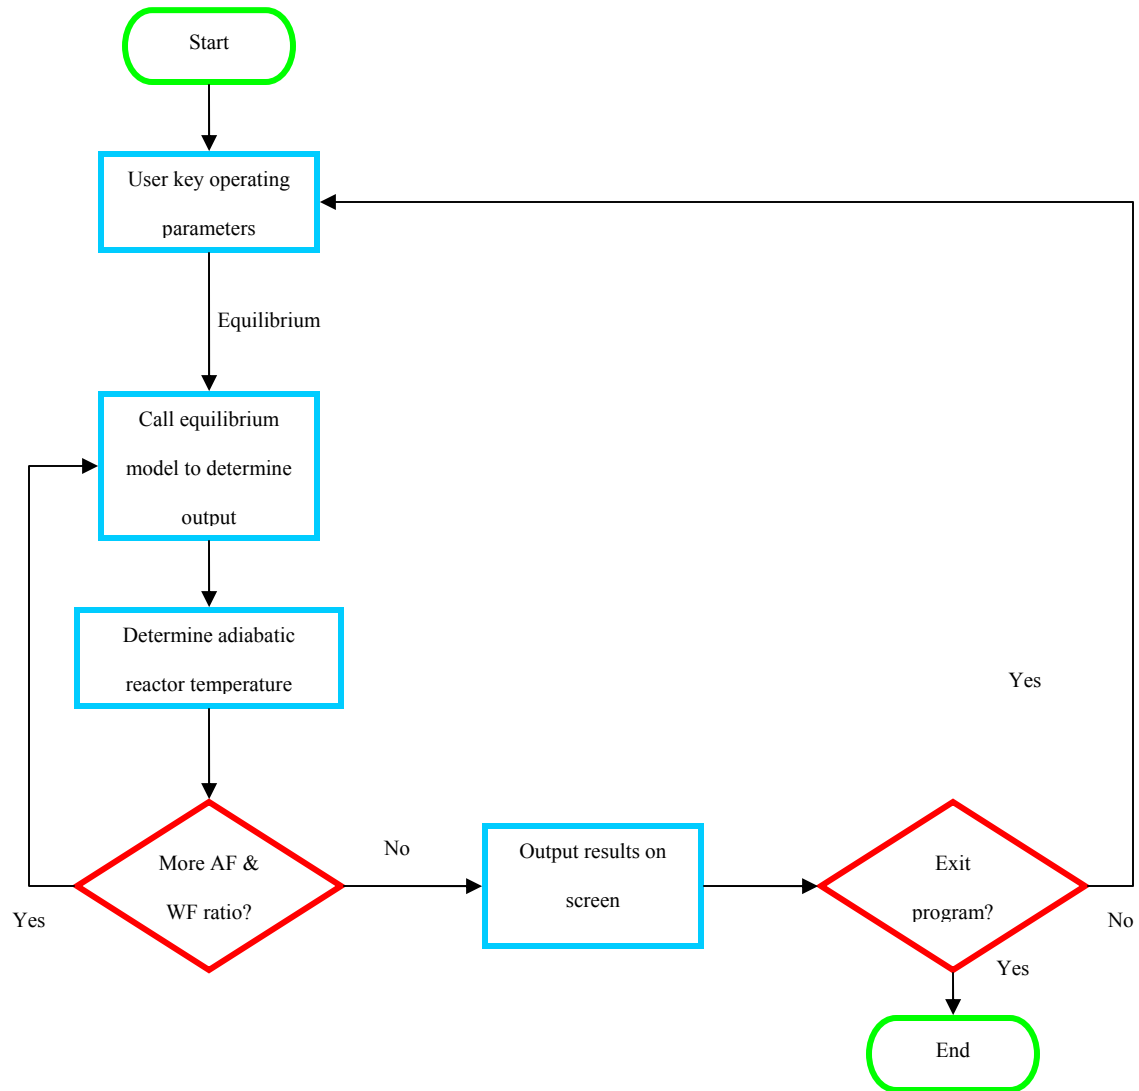 Start
User key operating
parameters
Equilibrium
Call equilibrium
model to determine
output
Determine adiabatic
reactor temperature
Yes
More AF &
WF ratio?
No
Yes
Output results on
screen
Exit
program?
No
Yes
End